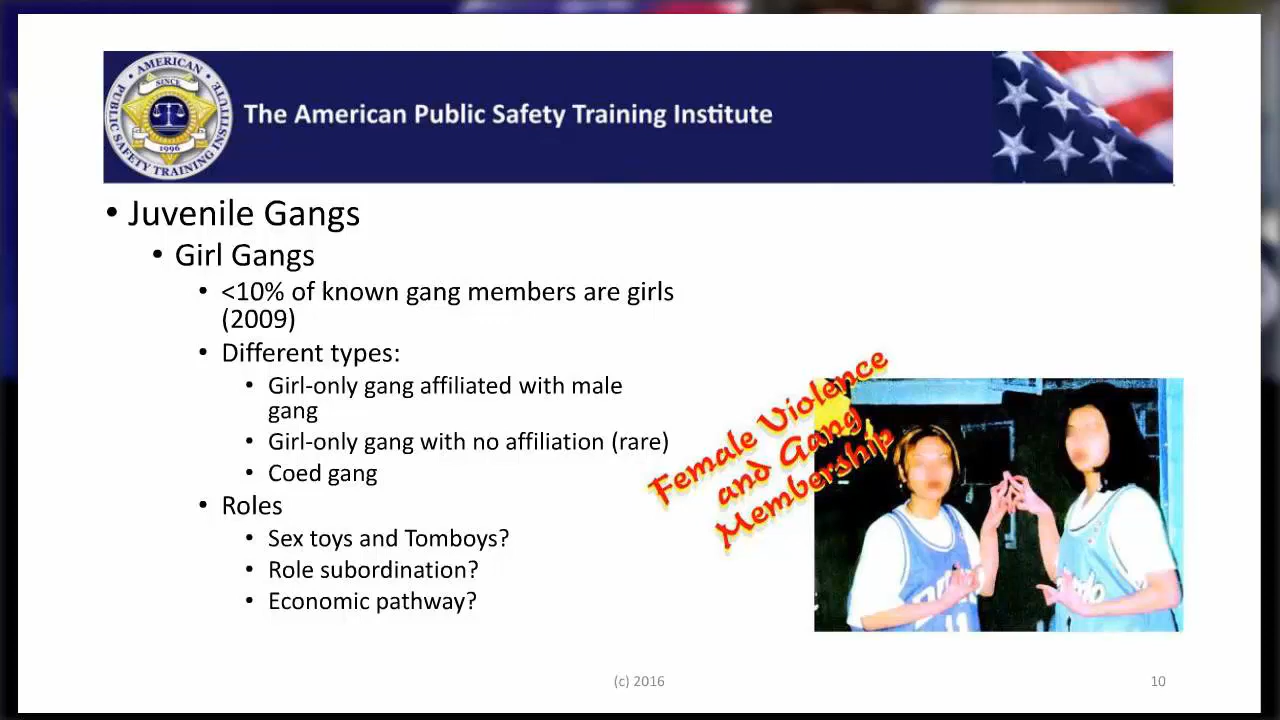 AMERICAN
PUBLIC SAFETY TRAINING INSTITUTE
SINCE
1996
The American Public Safety Training Institute
• Juvenile Gangs
• Girl Gangs
• <10% of known gang members are girls
(2009)
• Different types:
• Girl-only gang affiliated with male
gang
• Girl-only gang with no affiliation (rare)
• Coed gang
• Roles
• Sex toys and Tomboys?
• Role subordination?
• Economic pathway?
Female Violence
and Gang
Membership
(c) 2016
10